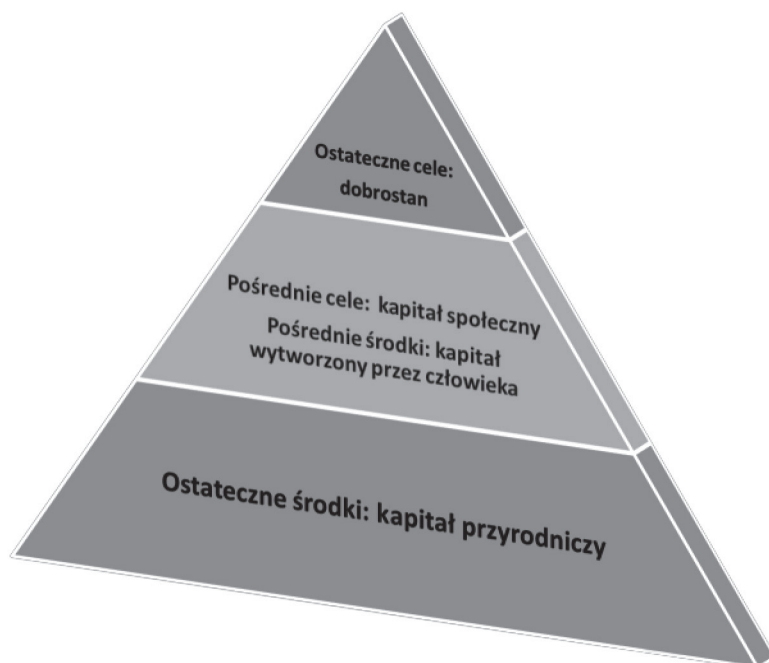 Ostateczne cele:
dobrostan
Pośrednie cele: kapitał społeczny
Pośrednie środki: kapitał
wytworzony przez człowieka
Ostateczne środki: kapitał przyrodniczy